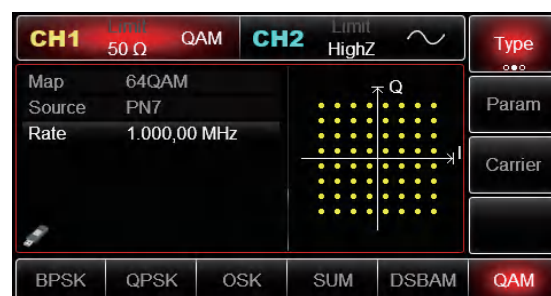 CH1 Limit 50 Ω QAM CH2 Limit HighZ Type
Map 64QAM
Source PN7
Rate 1.000,00 MHz
Q
I
Param
Carrier
BPSK QPSK OSK SUM DSBAM QAM